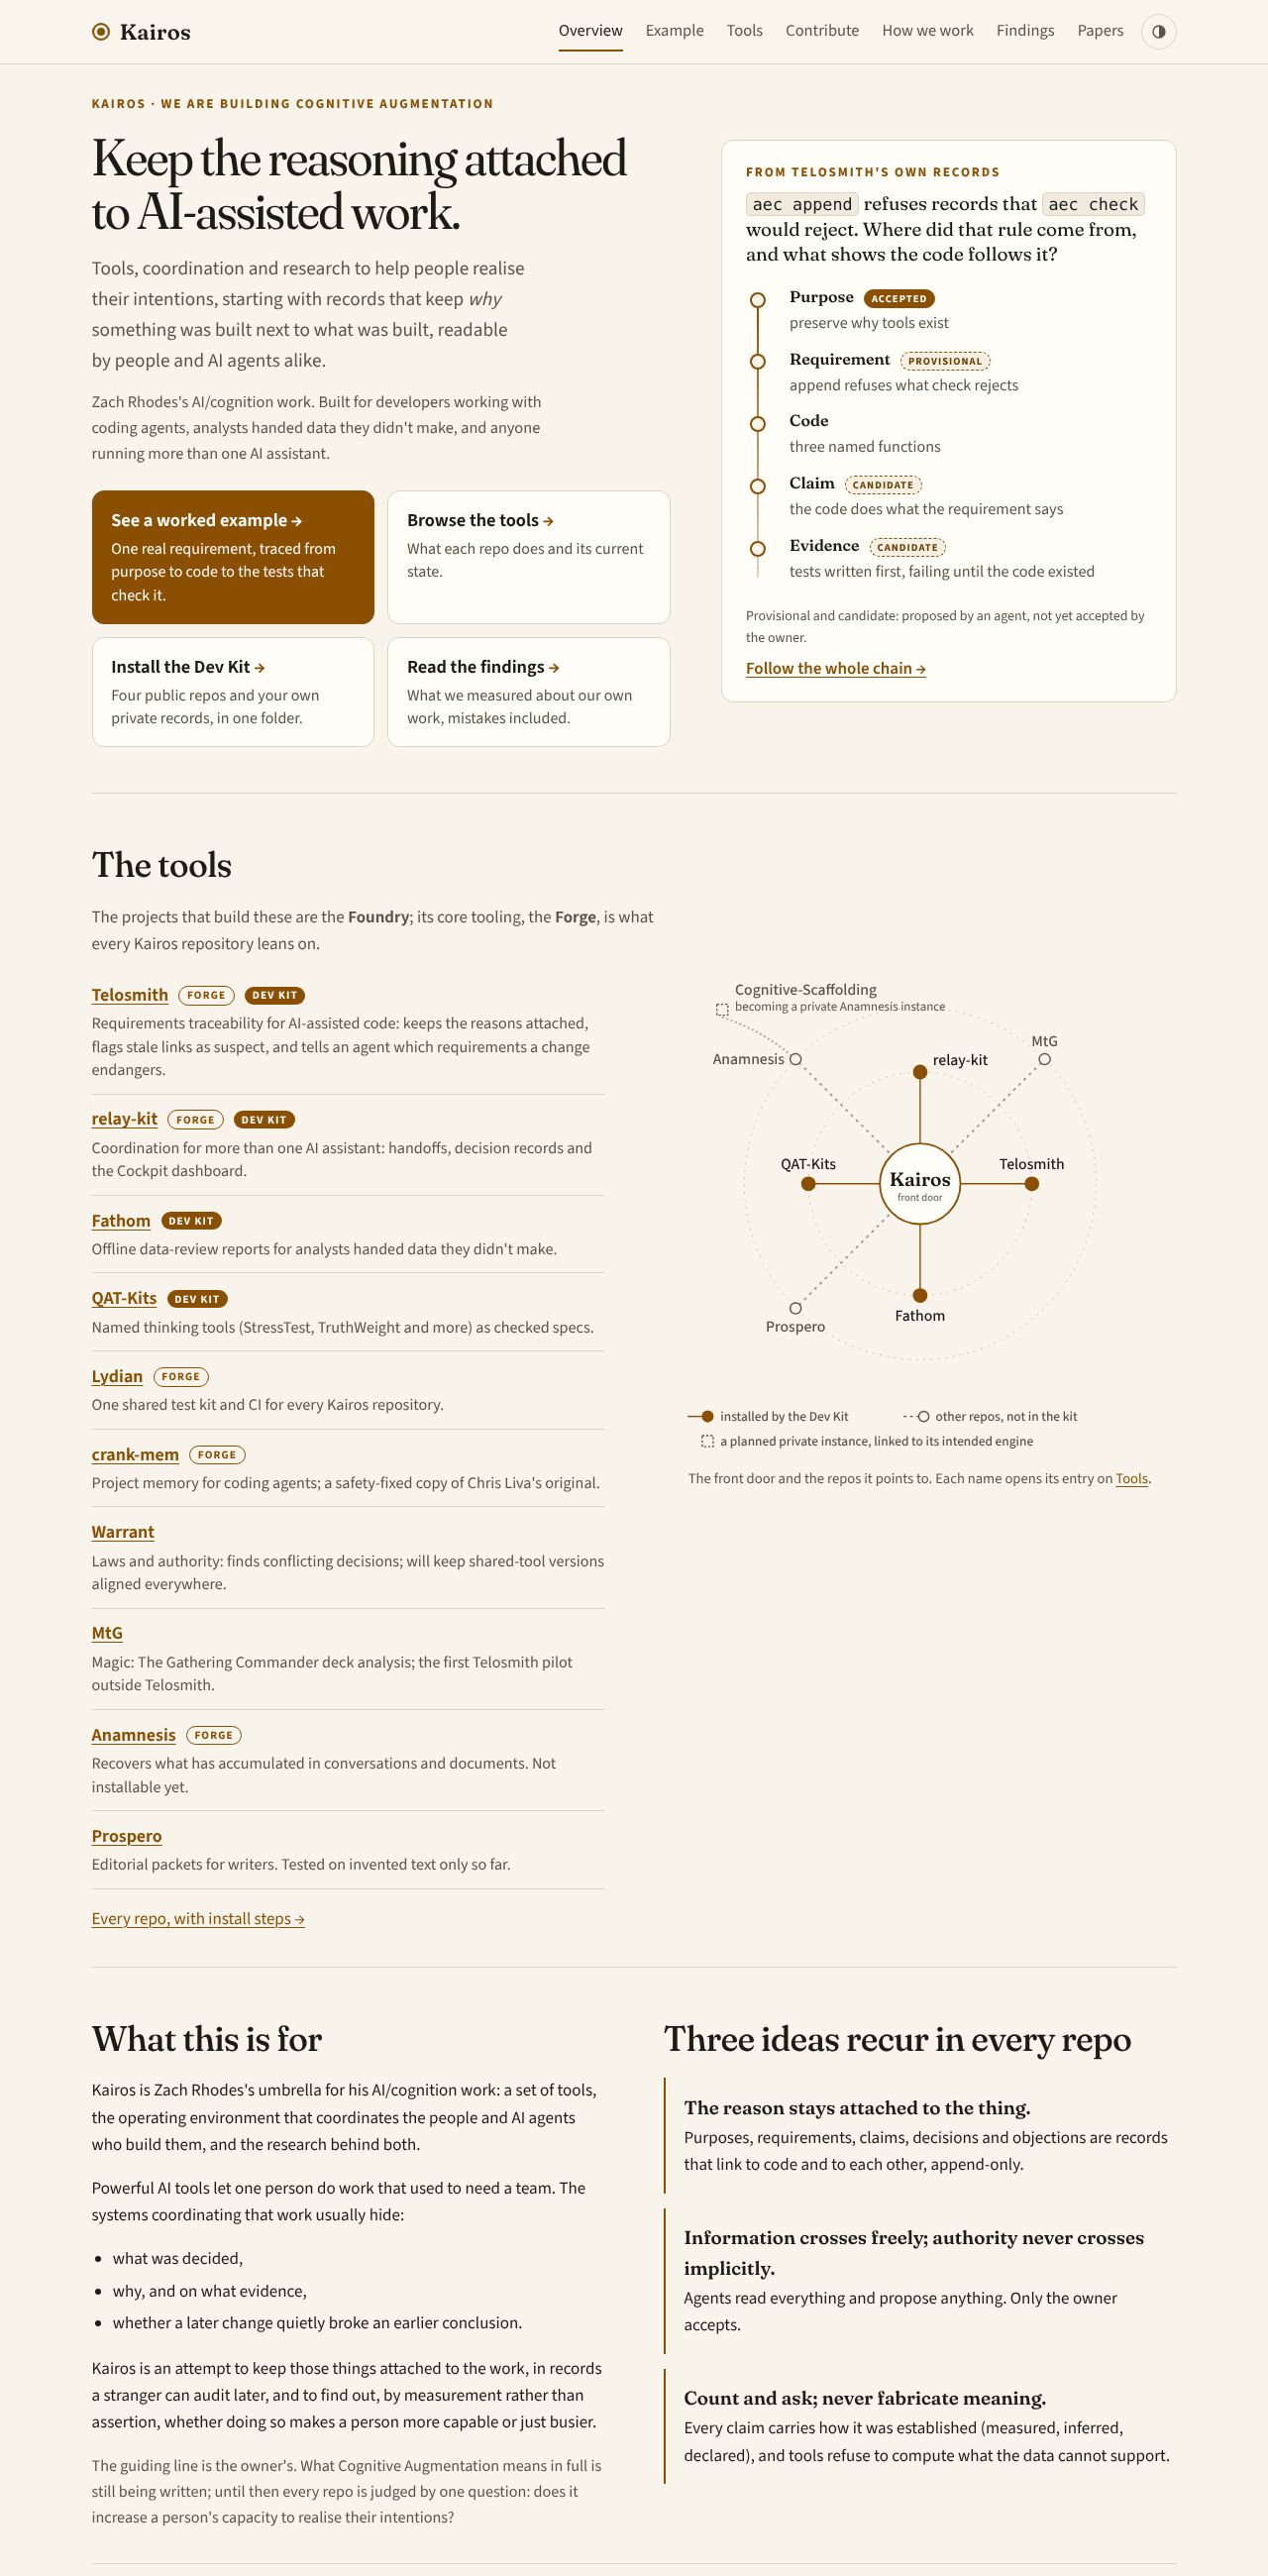 Kairos
Overview
Example
Tools
Contribute
How we work
Findings
Papers
KAIROS · WE ARE BUILDING COGNITIVE AUGMENTATION
Keep the reasoning attached
to AI-assisted work.
Tools, coordination and research to help people realise
their intentions, starting with records that keep why
something was built next to what was built, readable
by people and AI agents alike.
Zach Rhodes's AI/cognition work. Built for developers working with
coding agents, analysts handed data they didn't make, and anyone
running more than one AI assistant.
See a worked example →
One real requirement, traced from
purpose to code to the tests that
check it.
Browse the tools →
What each repo does and its current
state.
Install the Dev Kit →
Four public repos and your own
private records, in one folder.
Read the findings →
What we measured about our own
work, mistakes included.
FROM TELOSMITH'S OWN RECORDS
aec append refuses records that aec check
would reject. Where did that rule come from,
and what shows the code follows it?
Purpose ACCEPTED
preserve why tools exist
Requirement PROVISIONAL
append refuses what check rejects
Code
three named functions
Claim CANDIDATE
the code does what the requirement says
Evidence CANDIDATE
tests written first, failing until the code existed
Provisional and candidate: proposed by an agent, not yet accepted by
the owner.
Follow the whole chain →
The tools
The projects that build these are the Foundry; its core tooling, the Forge, is what
every Kairos repository leans on.
Telosmith FORGE DEV KIT
Requirements traceability for AI-assisted code: keeps the reasons attached,
flags stale links as suspect, and tells an agent which requirements a change
endangers.
relay-kit FORGE DEV KIT
Coordination for more than one AI assistant: handoffs, decision records and
the Cockpit dashboard.
Fathom DEV KIT
Offline data-review reports for analysts handed data they didn't make.
QAT-Kits DEV KIT
Named thinking tools (StressTest, TruthWeight and more) as checked specs.
Lydian FORGE
One shared test kit and CI for every Kairos repository.
crank-mem FORGE
Project memory for coding agents; a safety-fixed copy of Chris Liva's original.
Warrant
Laws and authority: finds conflicting decisions; will keep shared-tool versions
aligned everywhere.
MtG
Magic: The Gathering Commander deck analysis; the first Telosmith pilot
outside Telosmith.
Anamnesis FORGE
Recovers what has accumulated in conversations and documents. Not
installable yet.
Prospero
Editorial packets for writers. Tested on invented text only so far.
Every repo, with install steps →
Cognitive-Scaffolding
becoming a private Anamnesis instance
MtG
Anamnesis
relay-kit
QAT-Kits
Telosmith
Kairos
front door
Prospero
Fathom
installed by the Dev Kit
other repos, not in the kit
a planned private instance, linked to its intended engine
The front door and the repos it points to. Each name opens its entry on Tools.
What this is for
Kairos is Zach Rhodes's umbrella for his AI/cognition work: a set of tools,
the operating environment that coordinates the people and AI agents
who build them, and the research behind both.
Powerful AI tools let one person do work that used to need a team. The
systems coordinating that work usually hide:
• what was decided,
• why, and on what evidence,
• whether a later change quietly broke an earlier conclusion.
Kairos is an attempt to keep those things attached to the work, in records
a stranger can audit later, and to find out, by measurement rather than
assertion, whether doing so makes a person more capable or just busier.
The guiding line is the owner's. What Cognitive Augmentation means in full is
still being written; until then every repo is judged by one question: does it
increase a person's capacity to realise their intentions?
Three ideas recur in every repo
The reason stays attached to the thing.
Purposes, requirements, claims, decisions and objections are records
that link to code and to each other, append-only.
Information crosses freely; authority never crosses
implicitly.
Agents read everything and propose anything. Only the owner
accepts.
Count and ask; never fabricate meaning.
Every claim carries how it was established (measured, inferred,
declared), and tools refuse to compute what the data cannot support.